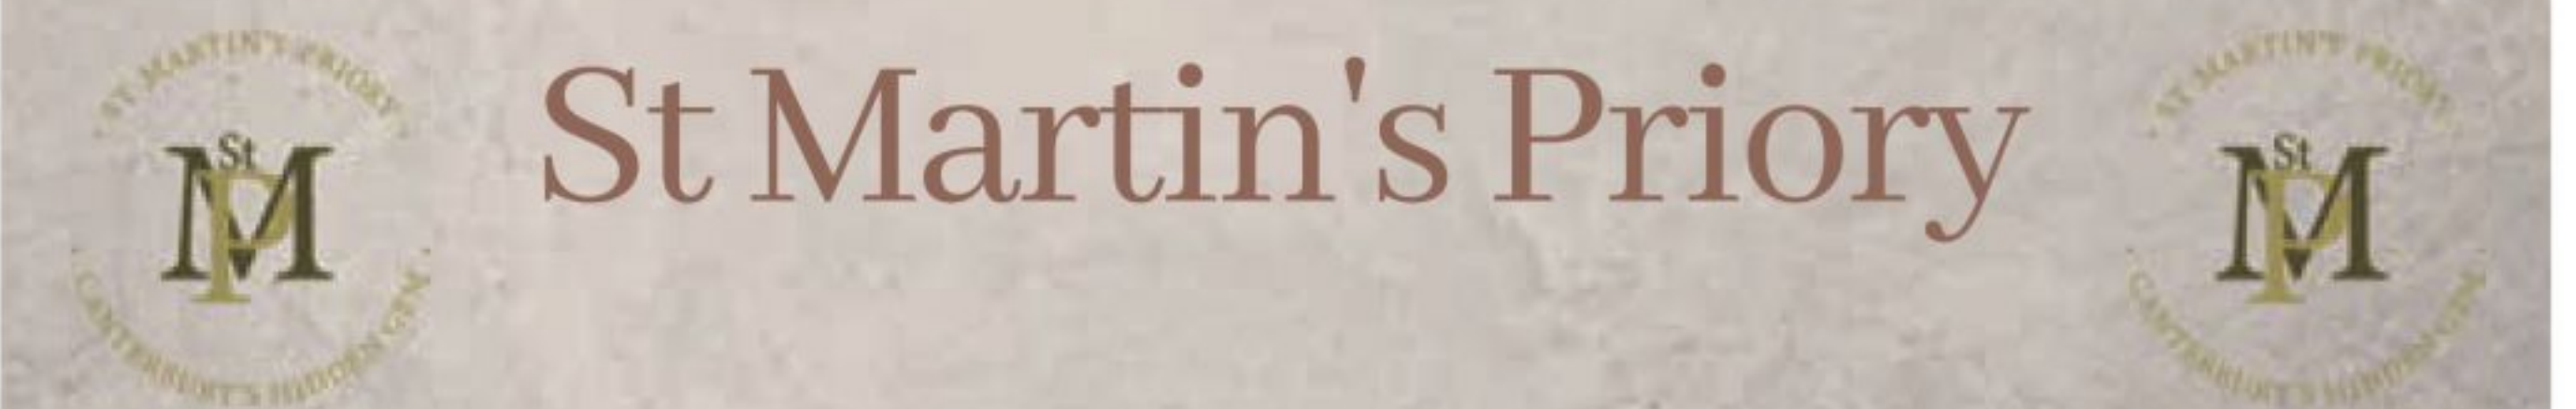 ST MARTIN'S PRIORY
St
MP
CANTERBURY'S HIDDEN GEM
St Martin's Priory
ST MARTIN'S PRIORY
St
MP
CANTERBURY'S HIDDEN GEM